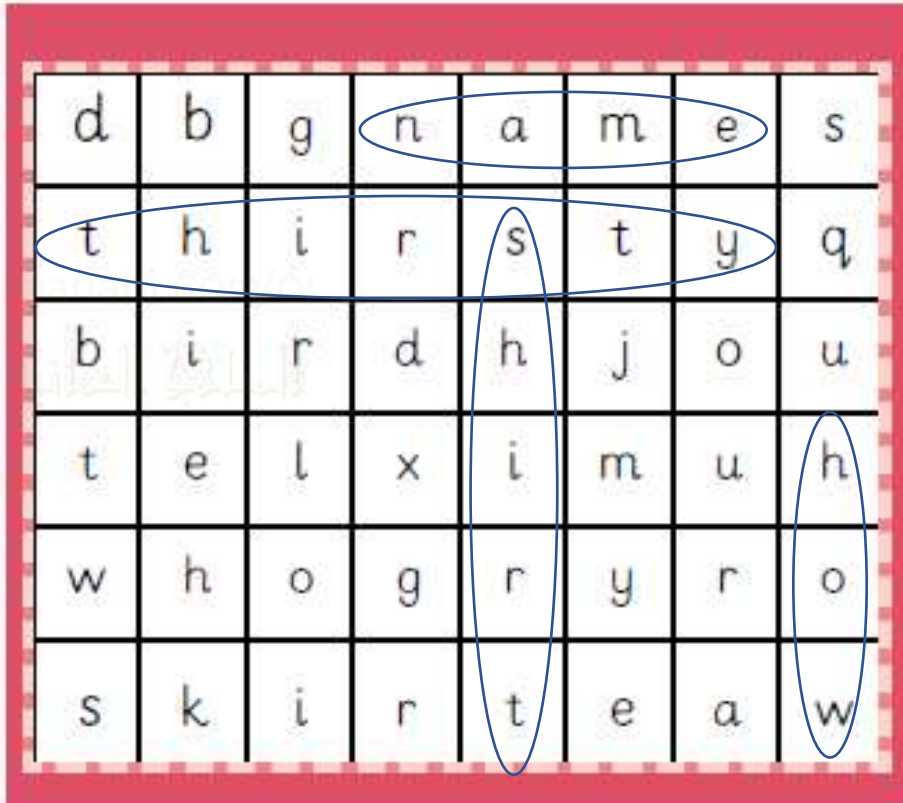 d b g n a m e s
t h i r s t y q
b i r d h j o u
t e l x i m u h
w h o g r y r o
s k i r t e a w